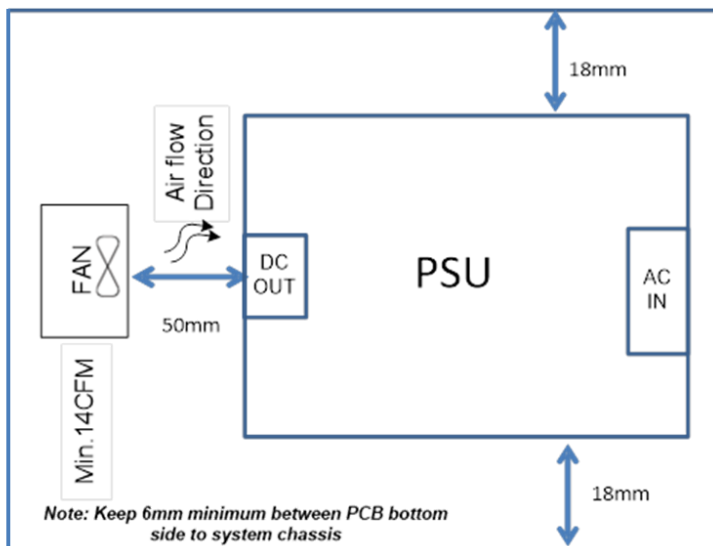 18mm
Air flow
Direction
FAN
DC
OUT
PSU
AC
IN
50mm
Min.14CFM
18mm
Note: Keep 6mm minimum between PCB bottom
side to system chassis